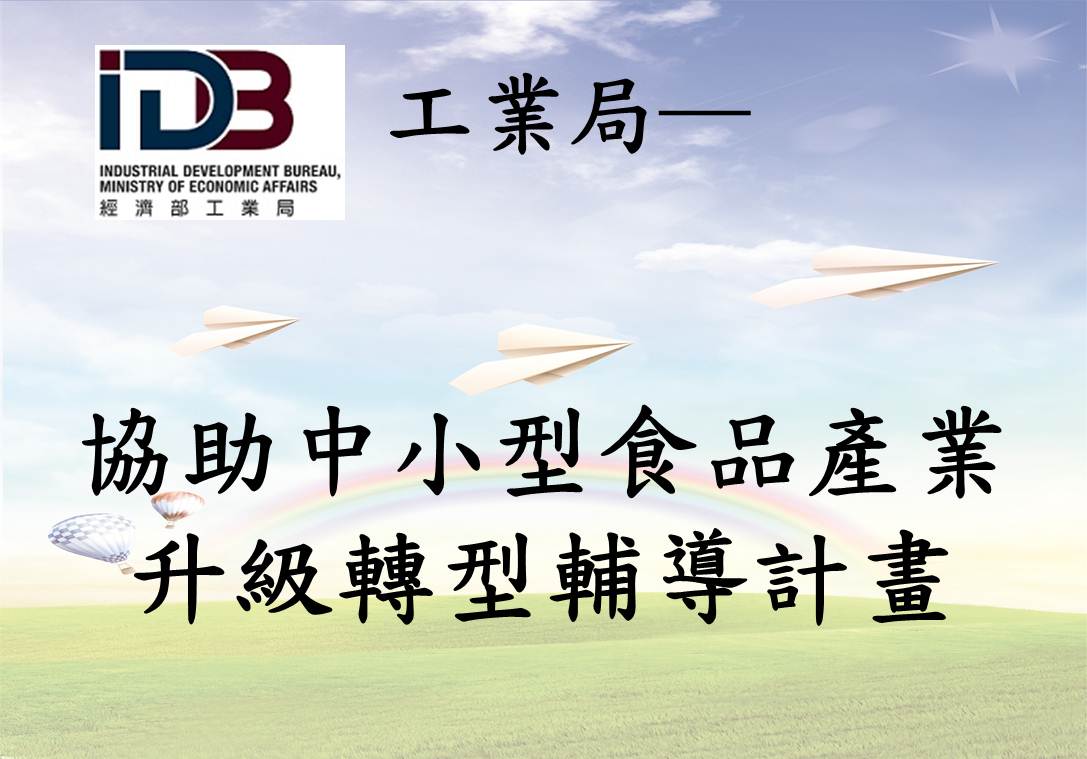 iDB
INDUSTRIAL DEVELOPMENT BUREAU,
MINISTRY OF ECONOMIC AFFAIRS
經濟部工業局
工業局—
協助中小型食品產業
升級轉型輔導計畫